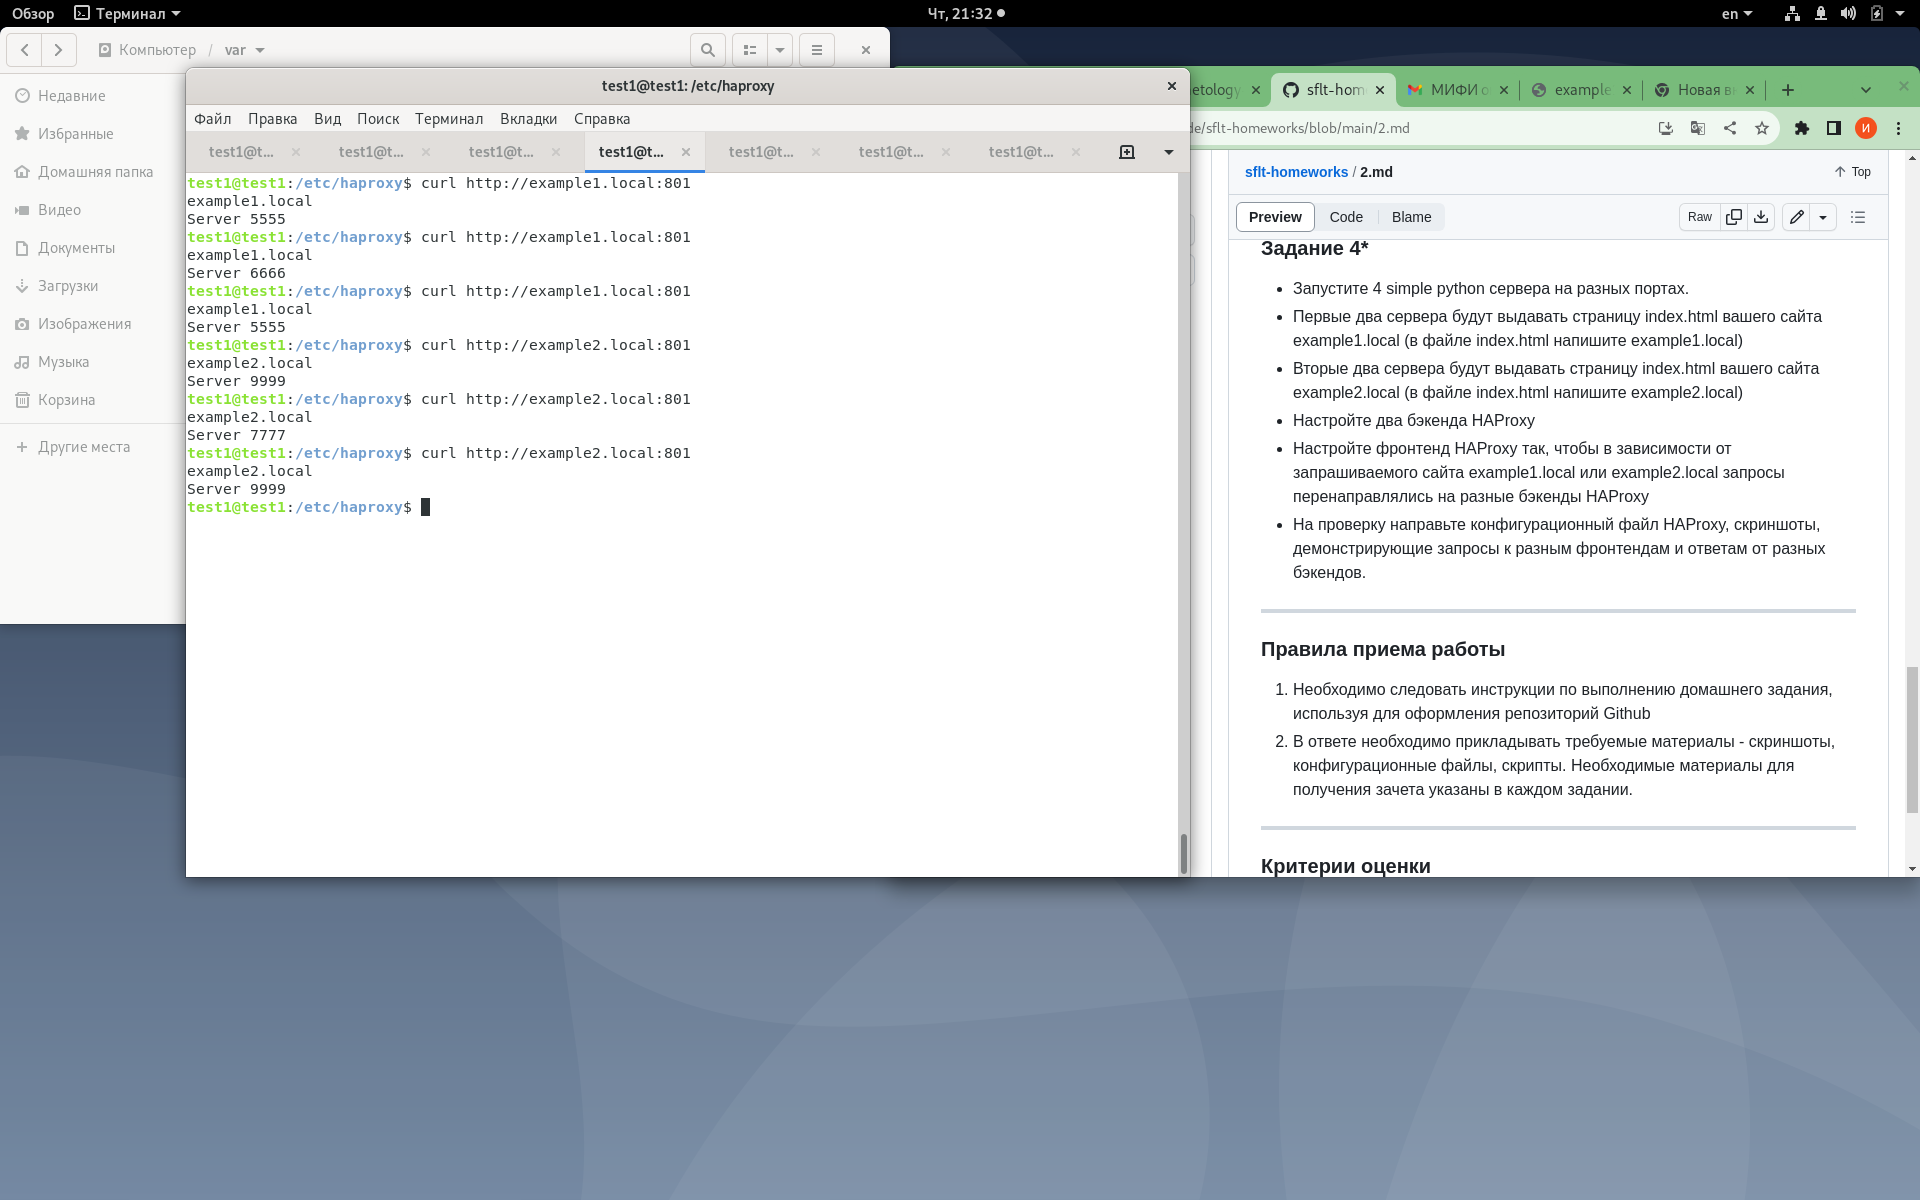 Обзор
Терминал
Чт, 21:32
en
Компьютер / var
Недавние
Избранные
Домашняя папка
Видео
Документы
Загрузки
Изображения
Музыка
Корзина
Другие места
test1@test1: /etc/haproxy
Файл Правка Вид Поиск Терминал Вкладки Справка
test1@t... test1@t... test1@t... test1@t... test1@t... test1@t... test1@t...
test1@test1:/etc/haproxy$ curl http://example1.local:801
example1.local
Server 5555
test1@test1:/etc/haproxy$ curl http://example1.local:801
example1.local
Server 6666
test1@test1:/etc/haproxy$ curl http://example1.local:801
example1.local
Server 5555
test1@test1:/etc/haproxy$ curl http://example2.local:801
example2.local
Server 9999
test1@test1:/etc/haproxy$ curl http://example2.local:801
example2.local
Server 7777
test1@test1:/etc/haproxy$ curl http://example2.local:801
example2.local
Server 9999
test1@test1:/etc/haproxy$
etology sflt-hom МИФИ о example Новая в
de/sflt-homeworks/blob/main/2.md
И
sflt-homeworks / 2.md
Top
Preview Code Blame
Raw
Задание 4*
Запустите 4 simple python сервера на разных портах.
Первые два сервера будут выдавать страницу index.html вашего сайта
example1.local (в файле index.html напишите example1.local)
Вторые два сервера будут выдавать страницу index.html вашего сайта
example2.local (в файле index.html напишите example2.local)
Настройте два бэкенда HAProxy
Настройте фронтенд HAProxy так, чтобы в зависимости от
запрашиваемого сайта example1.local или example2.local запросы
перенаправлялись на разные бэкенды HAProxy
На проверку направьте конфигурационный файл HAProxy, скриншоты,
демонстрирующие запросы к разным фронтендам и ответам от разных
бэкендов.
Правила приема работы
1. Необходимо следовать инструкции по выполнению домашнего задания,
используя для оформления репозиторий Github
2. В ответе необходимо прикладывать требуемые материалы - скриншоты,
конфигурационные файлы, скрипты. Необходимые материалы для
получения зачета указаны в каждом задании.
Критерии оценки